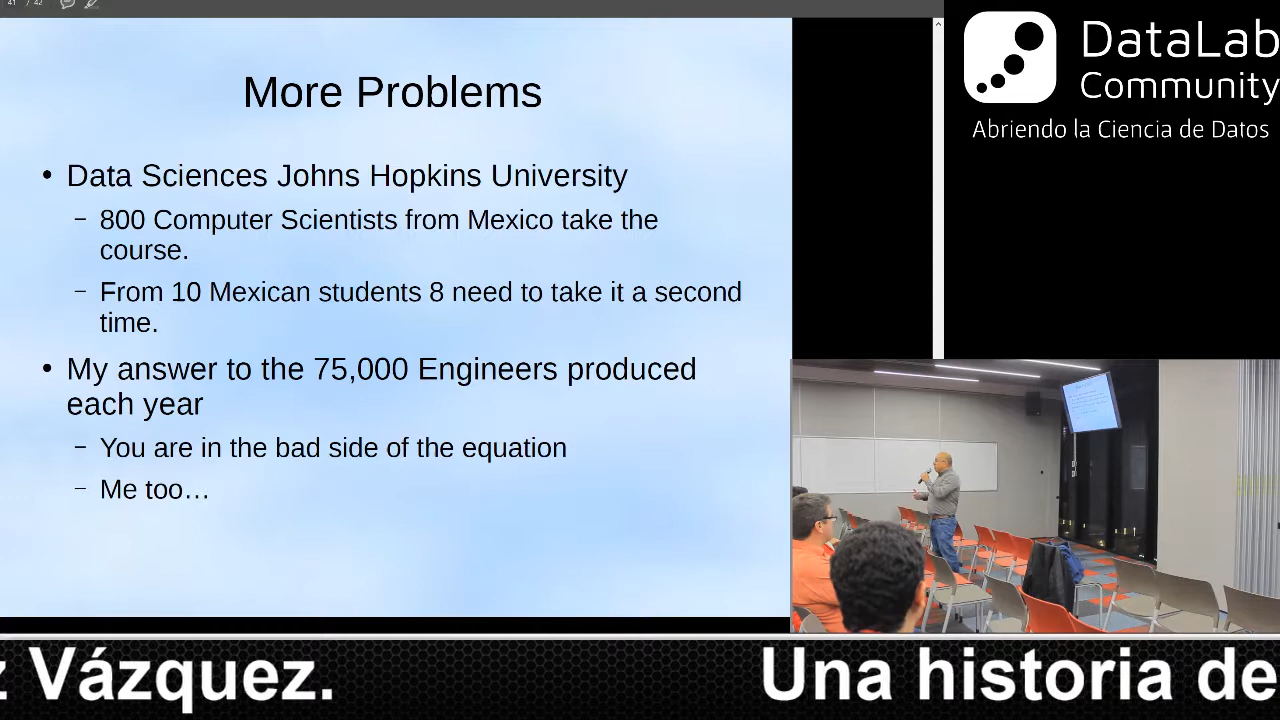 41 / 42
More Problems
• Data Sciences Johns Hopkins University
– 800 Computer Scientists from Mexico take the
course.
– From 10 Mexican students 8 need to take it a second
time.
• My answer to the 75,000 Engineers produced
each year
– You are in the bad side of the equation
– Me too…
DataLab
Community
Abriendo la Ciencia de Datos
z Vázquez. Una historia de